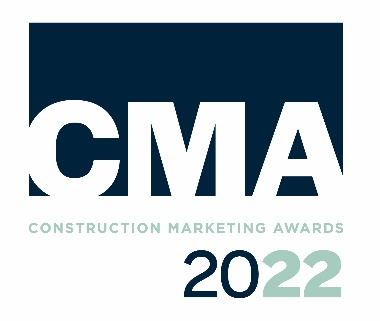 CMA
CONSTRUCTION MARKETING AWARDS
2022